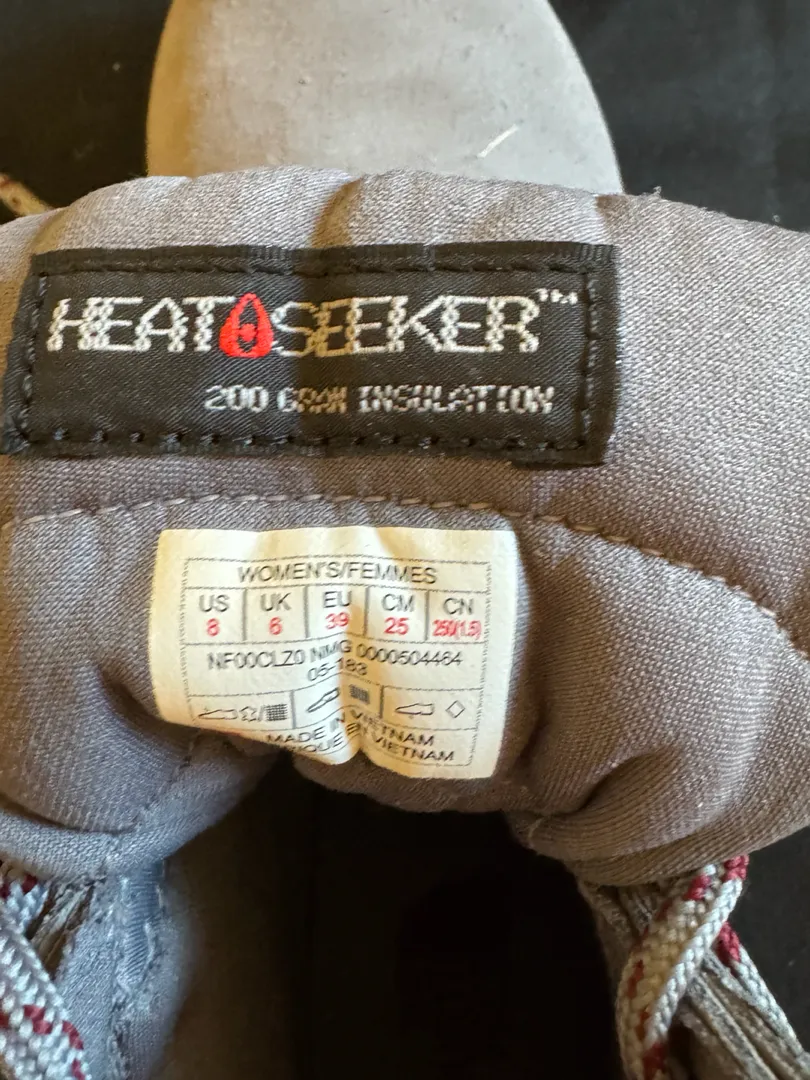 HEATSEEKER™
200 GRAM INSULATION
WOMEN'S/FEMMES
US UK EU CM CN
8 6 39 25 250(1.5)
NF00CLZ0 NMG 0000504464
05-183
MADE IN VIETNAM
EN VIETNAM